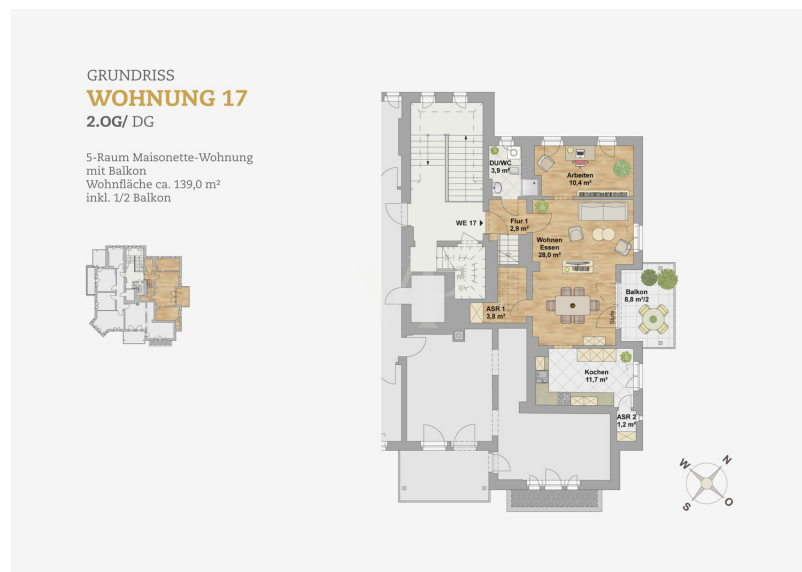 GRUNDRISS
WOHNUNG 17
2.OG/ DG
5-Raum Maisonette-Wohnung
mit Balkon
Wohnfläche ca. 139,0 m²
inkl. 1/2 Balkon
DU/WC
3,9 m²
Arbeiten
10,4 m²
WE 17
Flur 1
2,9 m²
Wohnen
Essen
28,0 m²
Balkon
8,8 m²/2
ASR 1
3,8 m²
Stufe
Kochen
11,7 m²
ASR 2
1,2 m²
W
N
S
O